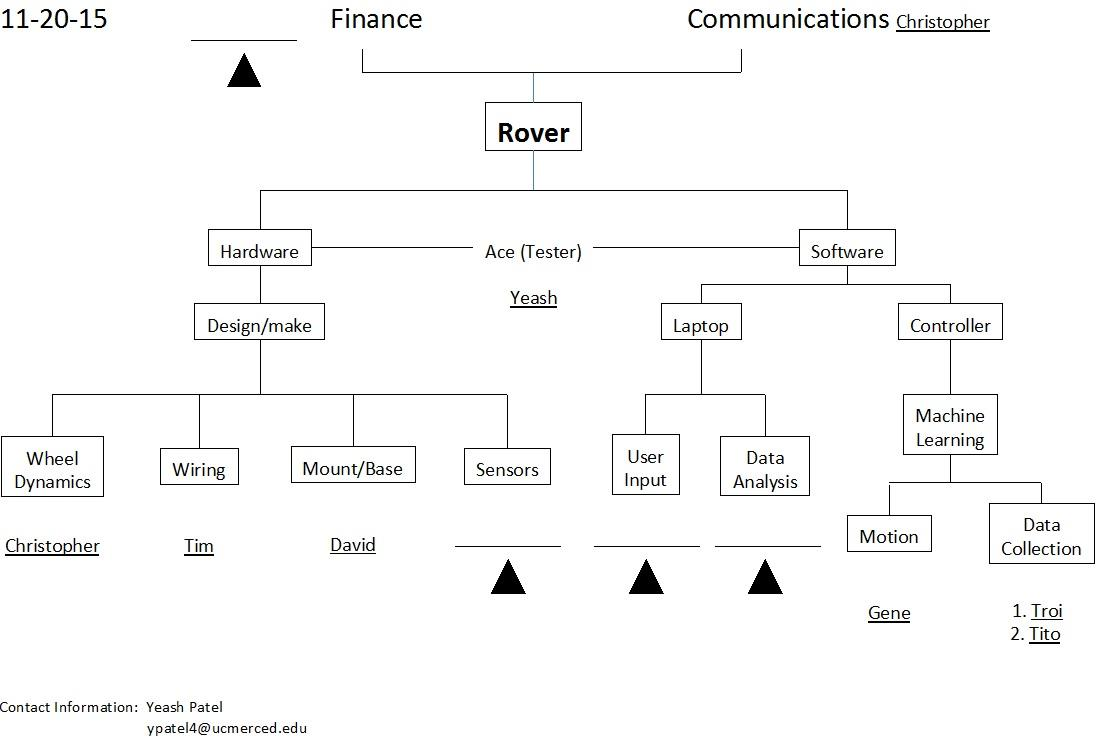 11-20-15
Finance
Communications Christopher
Rover
Hardware
Ace (Tester)
Software
Yeash
Design/make
Laptop
Controller
Wheel
Dynamics
Wiring
Mount/Base
Sensors
User
Input
Data
Analysis
Machine
Learning
Motion
Data
Collection
Christopher
Tim
David
Gene
1. Troi
2. Tito
Contact Information: Yeash Patel
ypatel4@ucmerced.edu